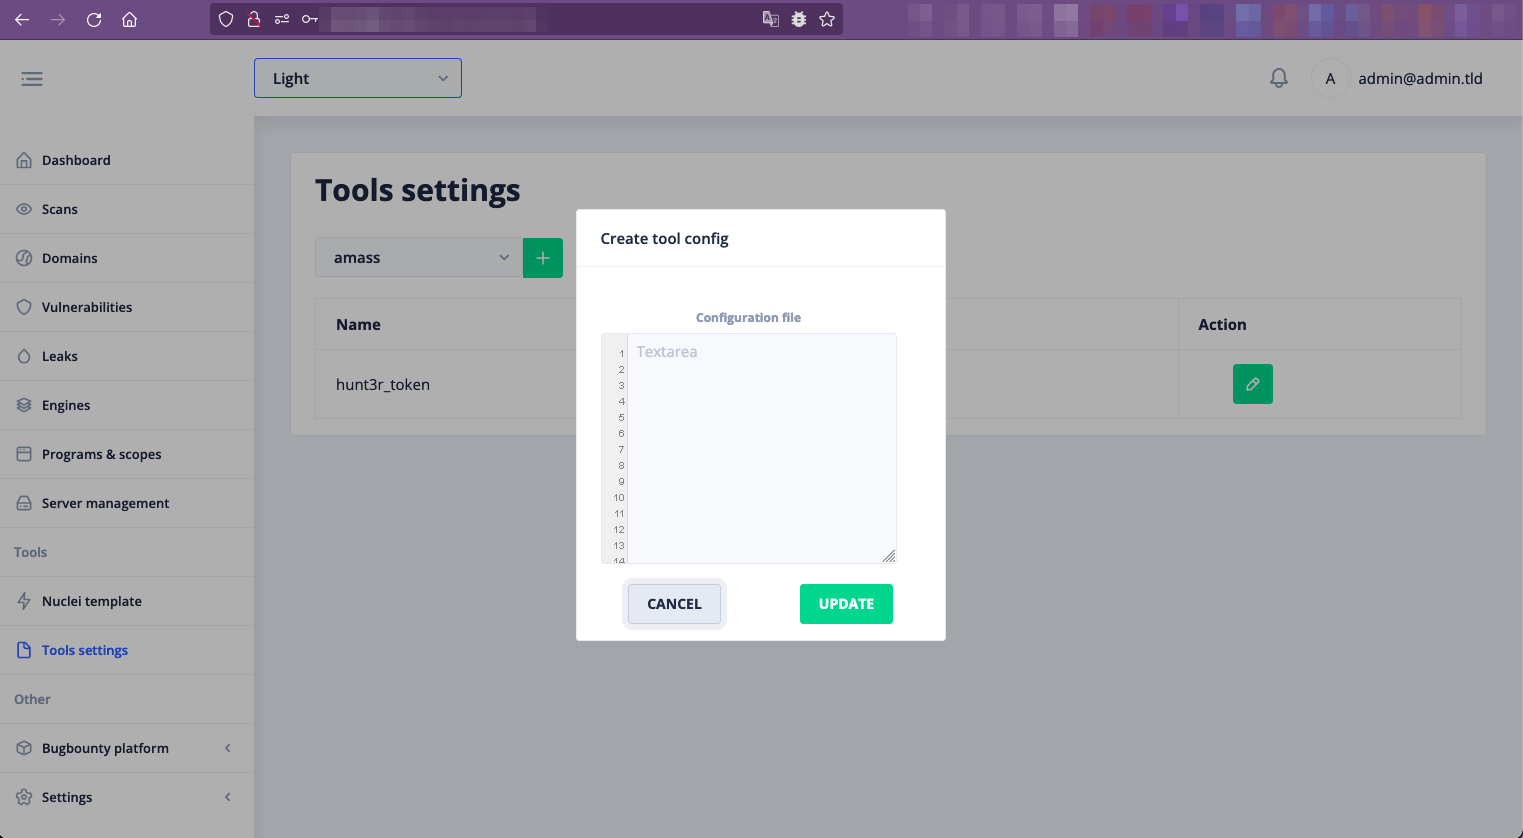 Light
A
admin@admin.tld
Dashboard
Scans
Domains
Vulnerabilities
Leaks
Engines
Programs & scopes
Server management
Tools
Nuclei template
Tools settings
Other
Bugbounty platform
Settings
Tools settings
amass
Name
Action
hunt3r_token
Create tool config
Configuration file
1
2
3
4
5
6
7
8
9
10
11
12
13
14
Textarea
CANCEL
UPDATE